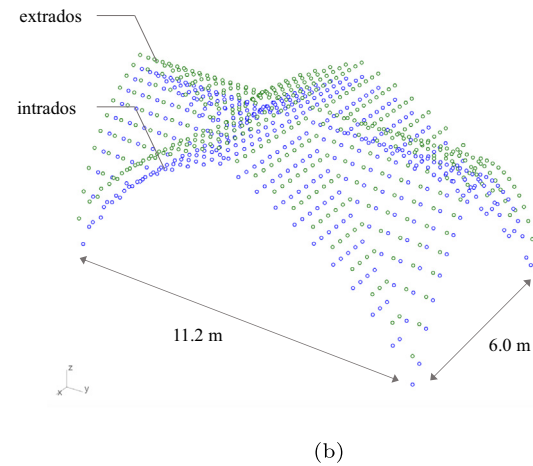 extrados
intrados
11.2 m
6.0 m
z
x
y
(b)